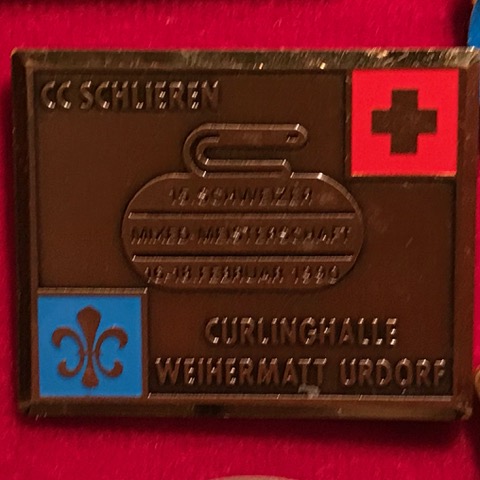 CC SCHLIEREN
SCHWEIZER
MIXED-MEISTERSCHAFT
FEBRUAR
CURLINGHALLE
WEIHERMATT URDORF